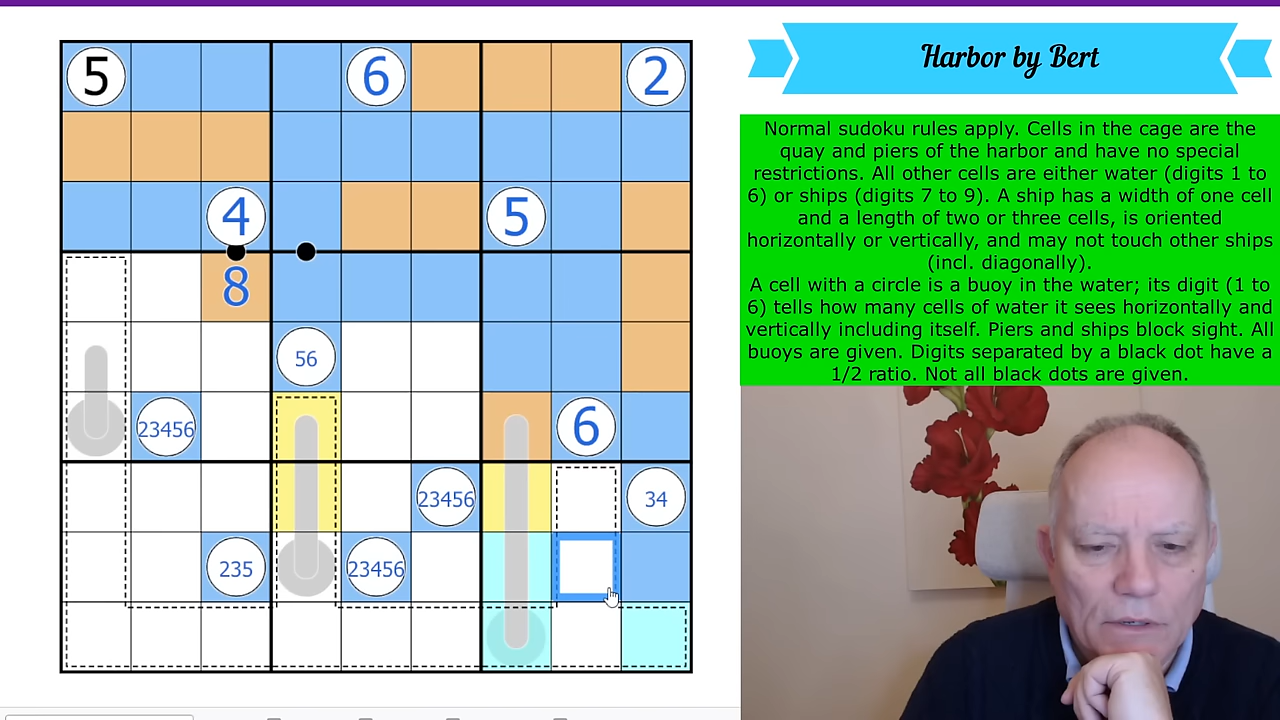 Harbor by Bert
Normal sudoku rules apply. Cells in the cage are the
quay and piers of the harbor and have no special
restrictions. All other cells are either water (digits 1 to
6) or ships (digits 7 to 9). A ship has a width of one cell
and a length of two or three cells, is oriented
horizontally or vertically, and may not touch other ships
(incl. diagonally).
A cell with a circle is a buoy in the water; its digit (1 to
6) tells how many cells of water it sees horizontally and
vertically including itself. Piers and ships block sight. All
buoys are given. Digits separated by a black dot have a
1/2 ratio. Not all black dots are given.
5 6 2
4 5
8
56
23456 6
23456 34
235 23456